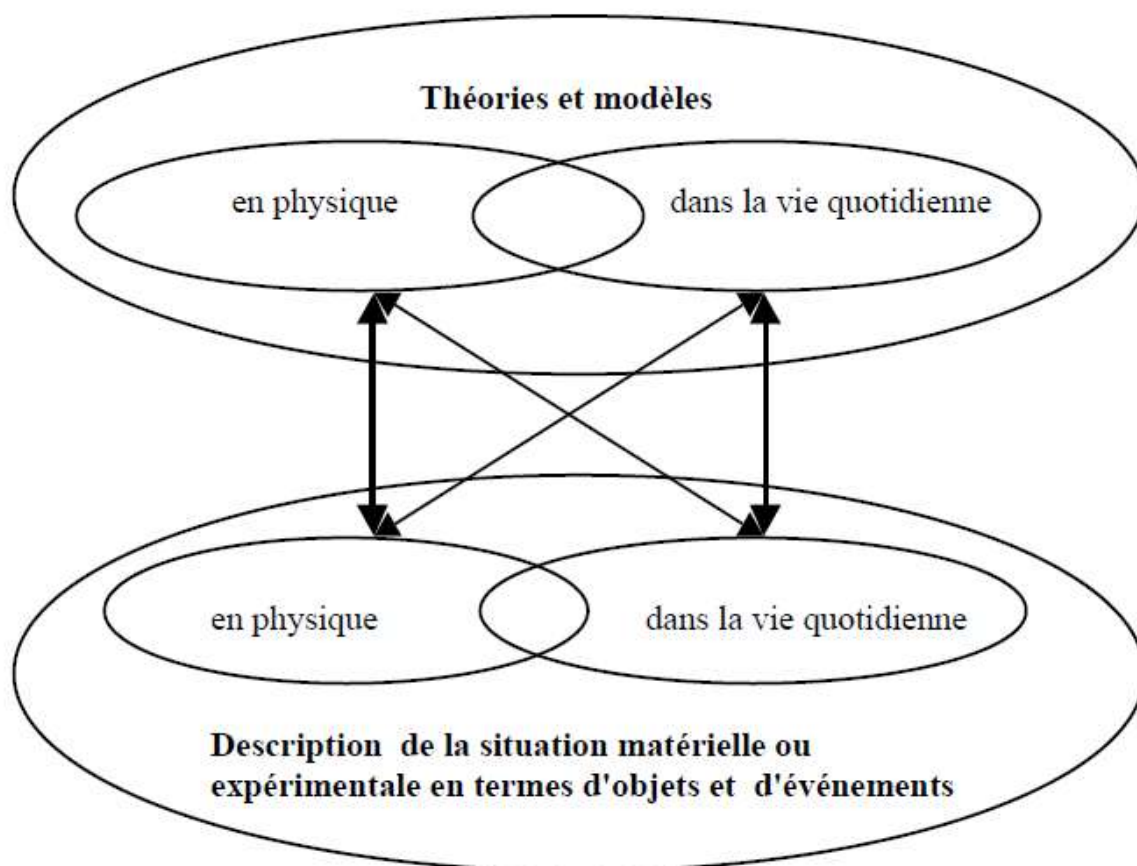 Théories et modèles
en physique
dans la vie quotidienne
en physique
dans la vie quotidienne
Description de la situation matérielle ou
expérimentale en termes d'objets et d'événements